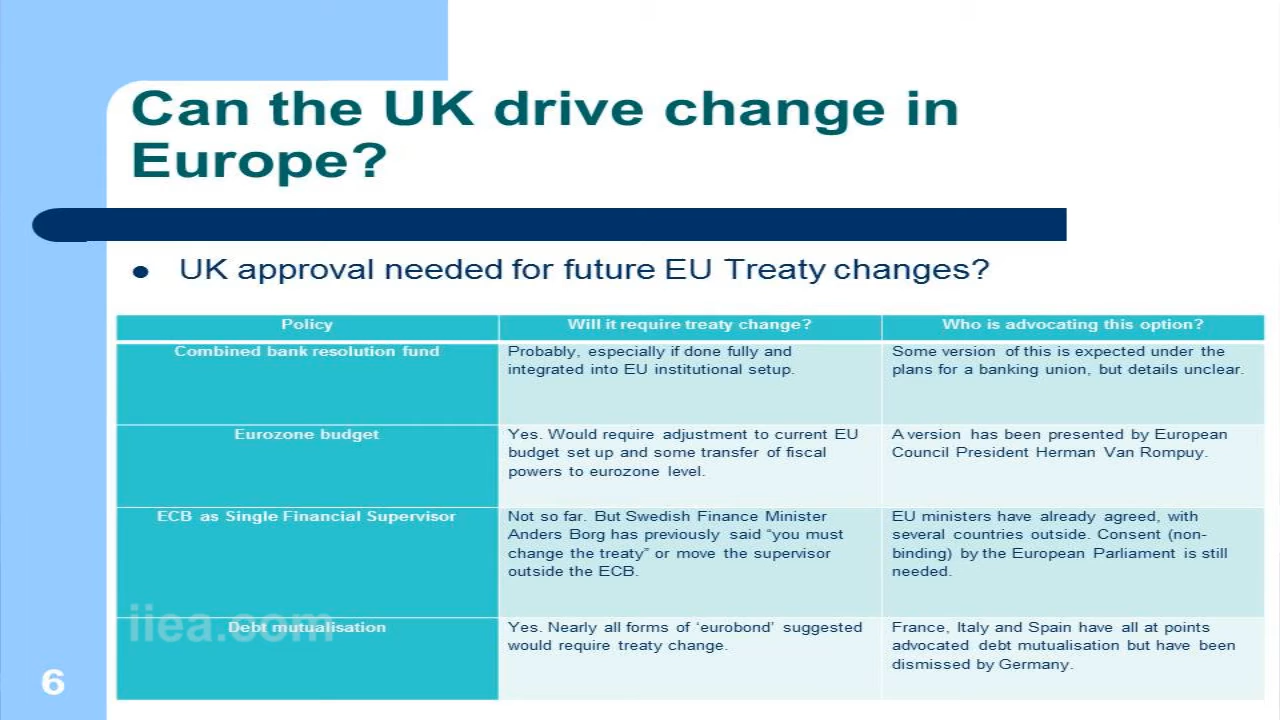 Can the UK drive change in
Europe?
● UK approval needed for future EU Treaty changes?
Policy
Will it require treaty change?
Who is advocating this option?
Combined bank resolution fund
Probably, especially if done fully and
integrated into EU institutional setup.
Some version of this is expected under the
plans for a banking union, but details unclear.
Eurozone budget
Yes. Would require adjustment to current EU
budget set up and some transfer of fiscal
powers to eurozone level.
A version has been presented by European
Council President Herman Van Rompuy.
ECB as Single Financial Supervisor
Not so far. But Swedish Finance Minister
Anders Borg has previously said “you must
change the treaty” or move the supervisor
outside the ECB.
EU ministers have already agreed, with
several countries outside. Consent (non-
binding) by the European Parliament is still
needed.
iiea.com
Debt mutualisation
Yes. Nearly all forms of ‘eurobond’ suggested
would require treaty change.
France, Italy and Spain have all at points
advocated debt mutualisation but have been
dismissed by Germany.
6